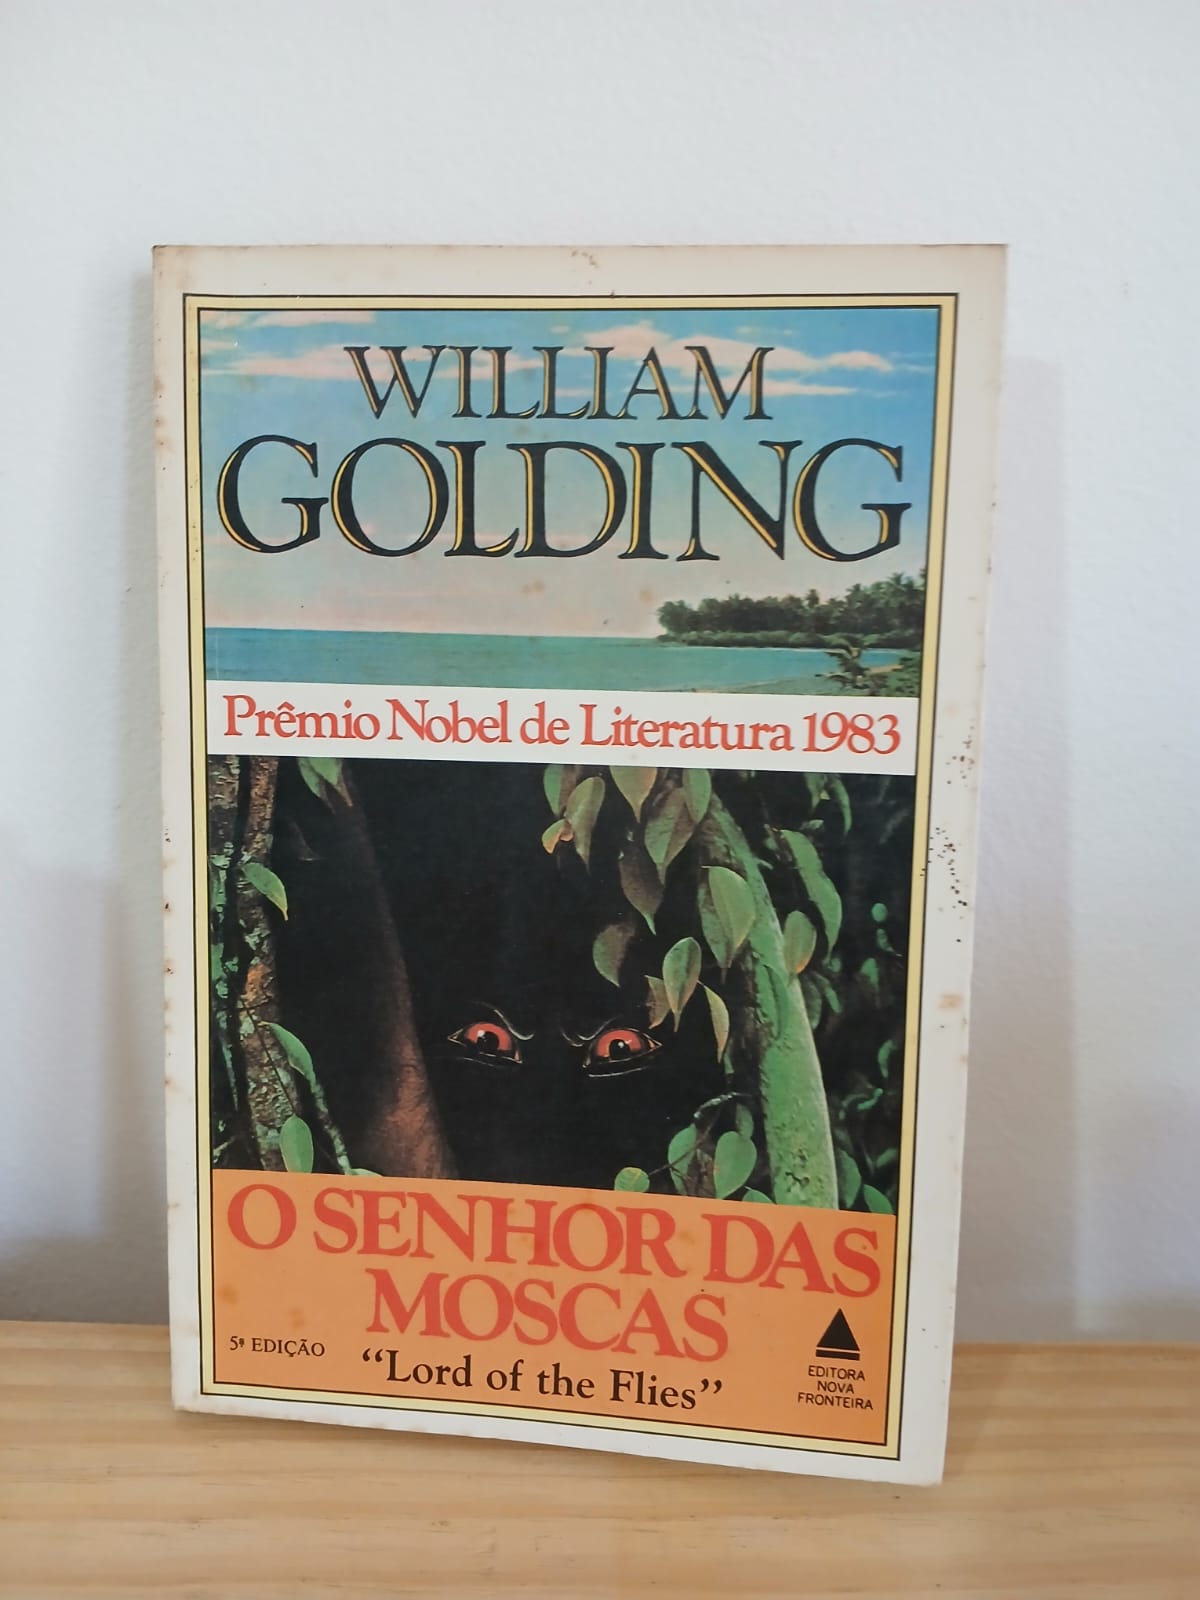 WILLIAM
GOLDING
Prêmio Nobel de Literatura 1983
O SENHOR DAS
MOSCAS
5ª EDIÇÃO
“Lord of the Flies”
EDITORA
NOVA
FRONTEIRA